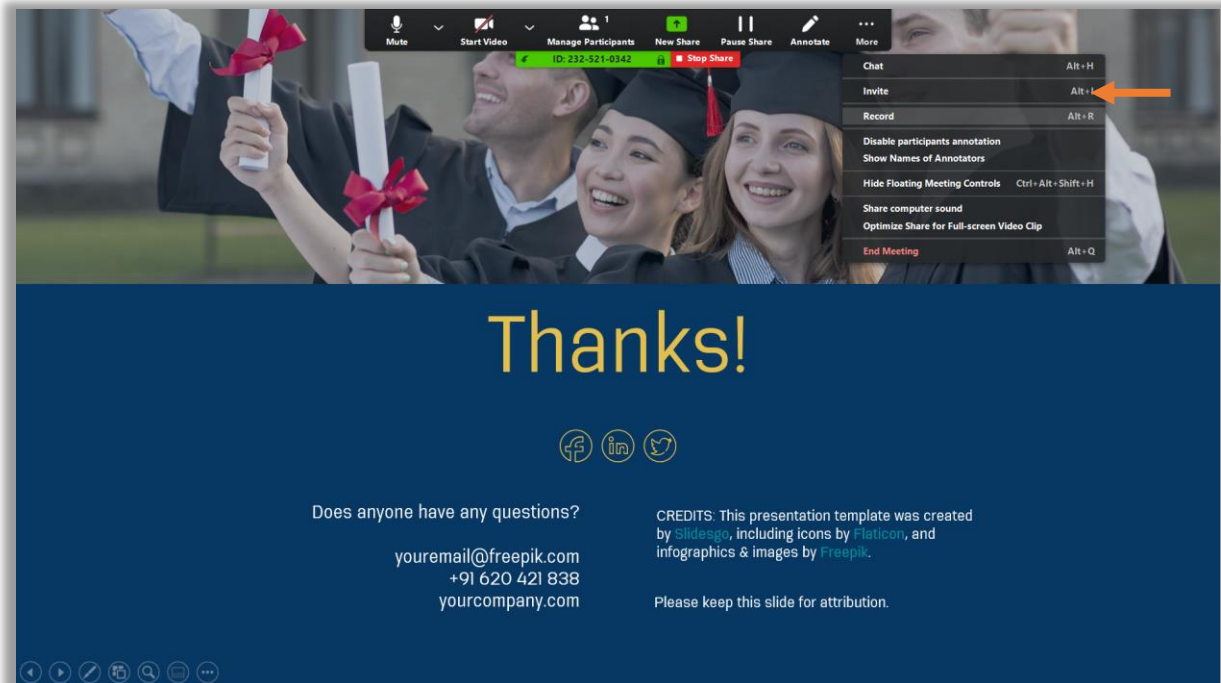 1
Mute Start Video Manage Participants New Share Pause Share Annotate More
ID: 232-521-0342 Stop Share
Chat Alt+H
Invite
Record Alt+R
Disable participants annotation
Show Names of Annotators
Hide Floating Meeting Controls Ctrl+Alt+Shift+H
Share computer sound
Optimize Share for Full-screen Video Clip
End Meeting Alt+Q
Thanks!
Does anyone have any questions?
youremail@freepik.com
+91 620 421 838
yourcompany.com
CREDITS: This presentation template was created
by Slidesgo, including icons by Flaticon, and
infographics & images by Freepik.
Please keep this slide for attribution.